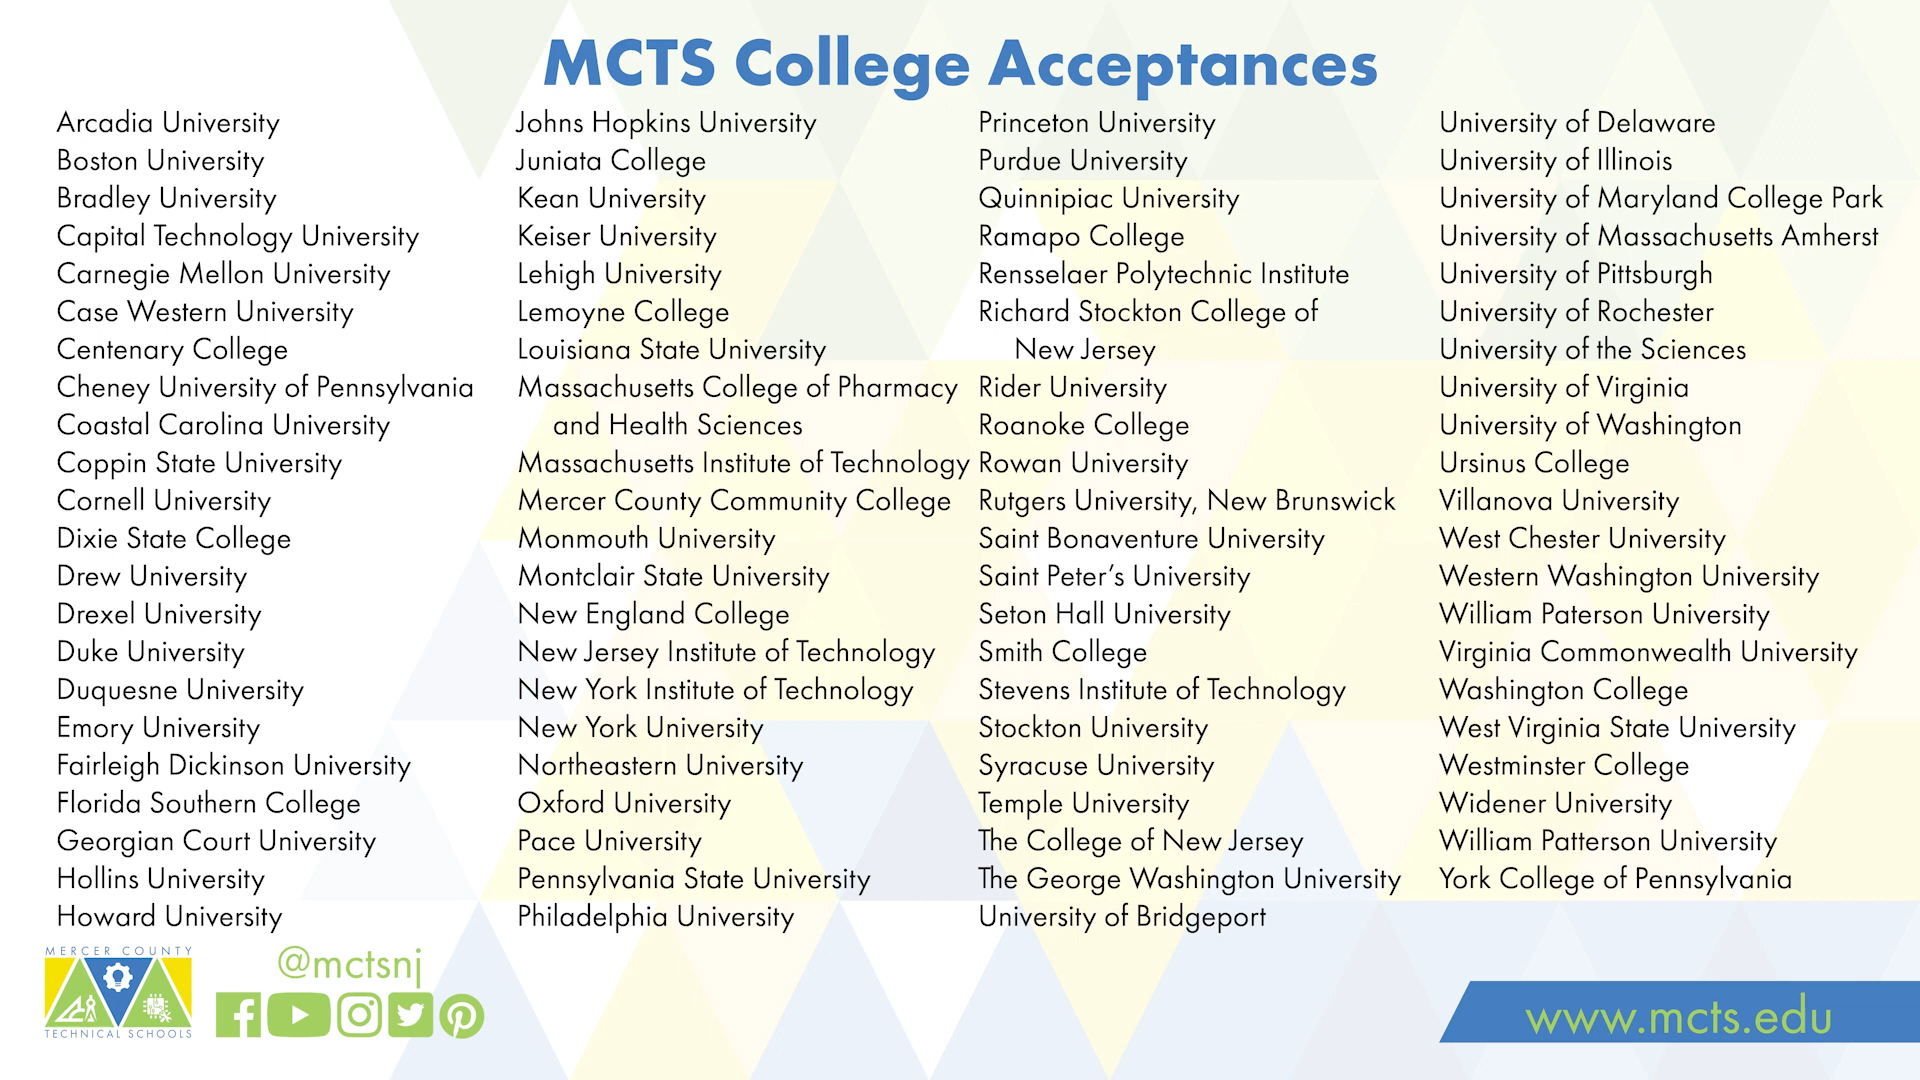 MCTS College Acceptances
Arcadia University
Boston University
Bradley University
Capital Technology University
Carnegie Mellon University
Case Western University
Centenary College
Cheney University of Pennsylvania
Coastal Carolina University
Coppin State University
Cornell University
Dixie State College
Drew University
Drexel University
Duke University
Duquesne University
Emory University
Fairleigh Dickinson University
Florida Southern College
Georgian Court University
Hollins University
Howard University
Johns Hopkins University
Juniata College
Kean University
Keiser University
Lehigh University
Lemoyne College
Louisiana State University
Massachusetts College of Pharmacy
and Health Sciences
Massachusetts Institute of Technology
Mercer County Community College
Monmouth University
Montclair State University
New England College
New Jersey Institute of Technology
New York Institute of Technology
New York University
Northeastern University
Oxford University
Pace University
Pennsylvania State University
Philadelphia University
Princeton University
Purdue University
Quinnipiac University
Ramapo College
Rensselaer Polytechnic Institute
Richard Stockton College of
New Jersey
Rider University
Roanoke College
Rowan University
Rutgers University, New Brunswick
Saint Bonaventure University
Saint Peter’s University
Seton Hall University
Smith College
Stevens Institute of Technology
Stockton University
Syracuse University
Temple University
The College of New Jersey
The George Washington University
University of Bridgeport
University of Delaware
University of Illinois
University of Maryland College Park
University of Massachusetts Amherst
University of Pittsburgh
University of Rochester
University of the Sciences
University of Virginia
University of Washington
Ursinus College
Villanova University
West Chester University
Western Washington University
William Paterson University
Virginia Commonwealth University
Washington College
West Virginia State University
Westminster College
Widener University
William Patterson University
York College of Pennsylvania
MERCER COUNTY
TECHNICAL SCHOOLS
@mctsnj
www.mcts.edu